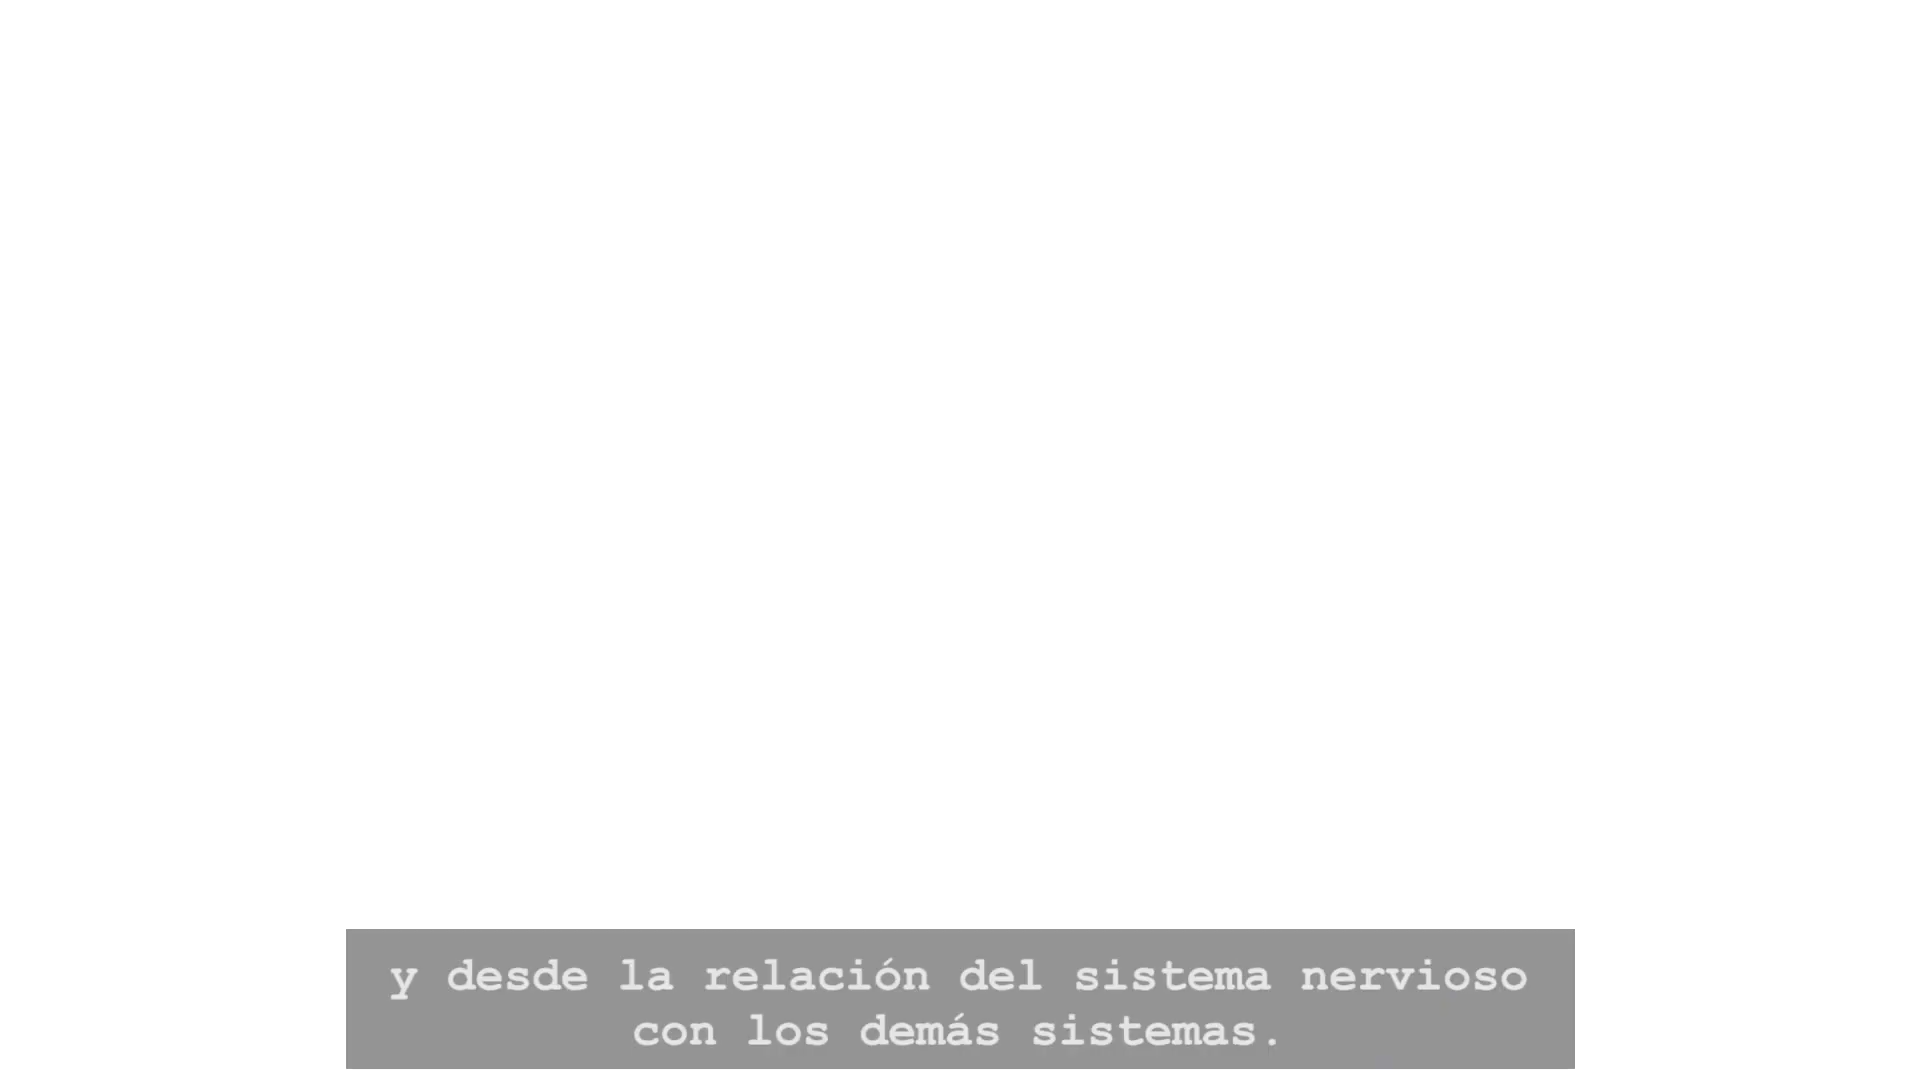 y desde la relación del sistema nervioso
con los demás sistemas.